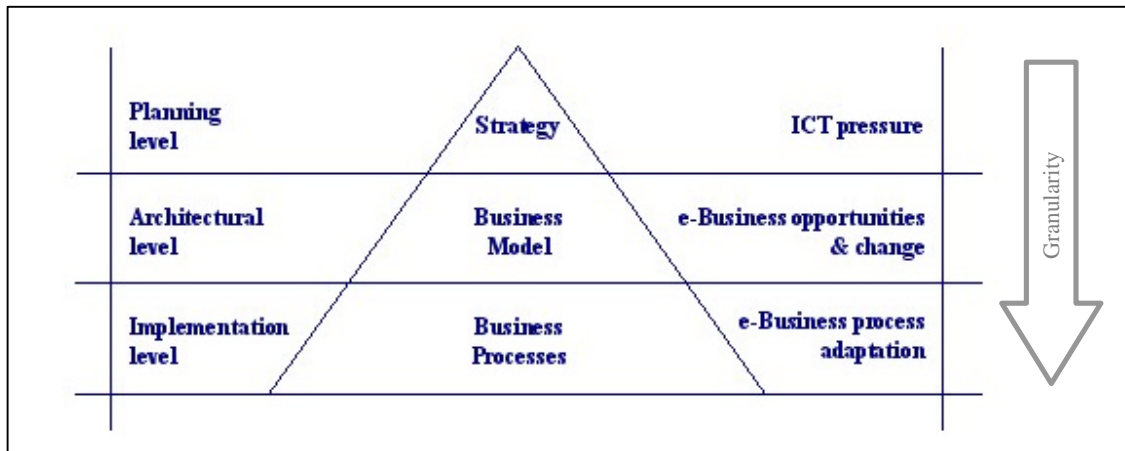 Planning
level
Strategy
ICT pressure
Architectural
level
Business
Model
e-Business opportunities
& change
Implementation
level
Business
Processes
e-Business process
adaptation
Granularity